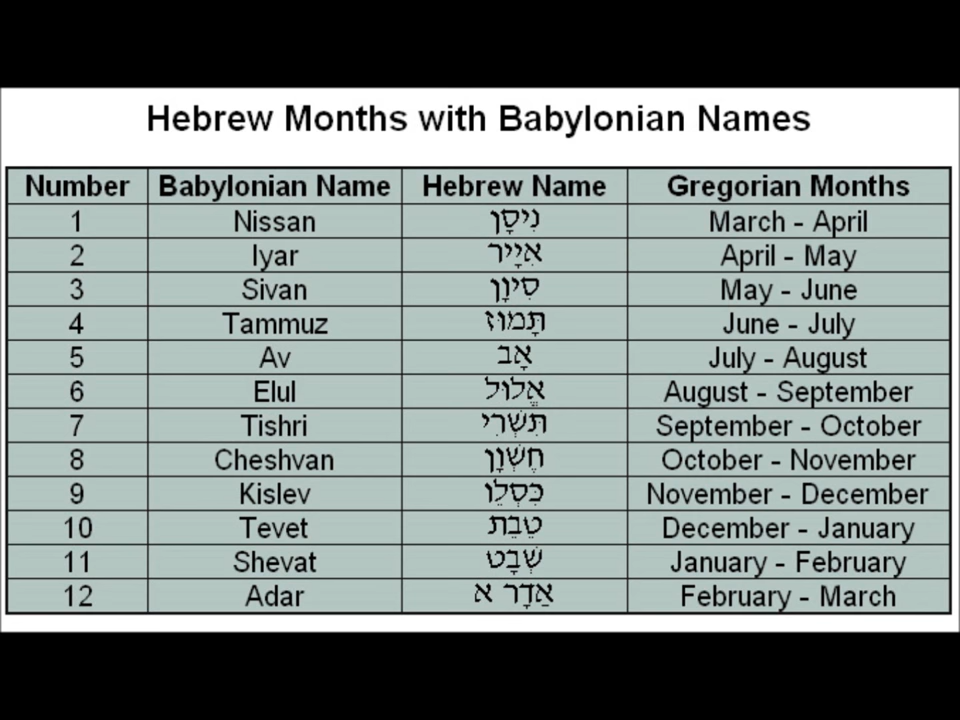 Hebrew Months with Babylonian Names
Number Babylonian Name Hebrew Name Gregorian Months
1 Nissan נִיסָן March - April
2 Iyar אִיָיר April - May
3 Sivan סִיוָן May - June
4 Tammuz תָּמוּז June - July
5 Av אָב July - August
6 Elul אֱלוּל August - September
7 Tishri תִּשְׁרִי September - October
8 Cheshvan חֶשְׁוָן October - November
9 Kislev כִּסְלֵו November - December
10 Tevet טֵבֵת December - January
11 Shevat שְׁבָט January - February
12 Adar אַדָר א February - March